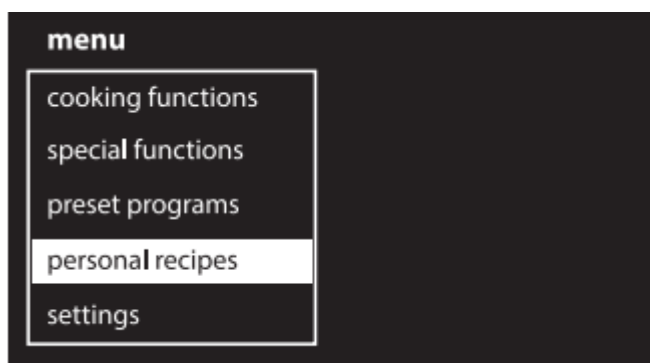 menu
cooking functions
special functions
preset programs
personal recipes
settings